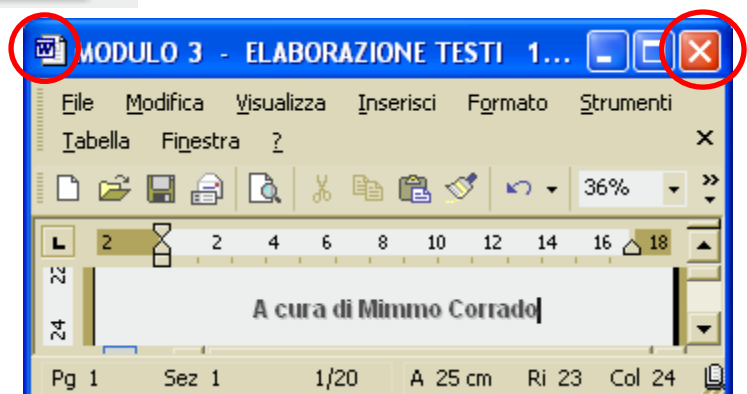 MODULO 3 - ELABORAZIONE TESTI 1...
File Modifica Visualizza Inserisci Formato Strumenti
Tabella Finestra ?
36%
L 2 2 4 6 8 10 12 14 16 18
22
24
A cura di Mimmo Corrado
Pg 1 Sez 1 1/20 A 25 cm Ri 23 Col 24